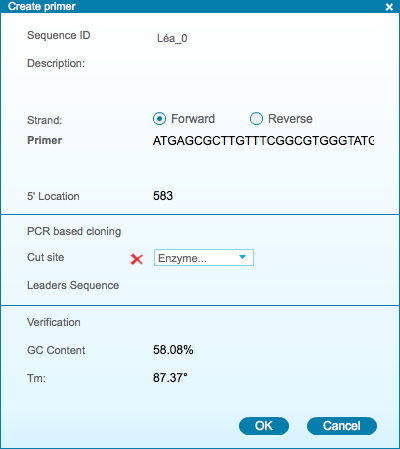 Create primer
Sequence ID Léa_0
Description:
Strand: Forward Reverse
Primer ATGAGCGCTTGTTTCGGCGTGGGTATG
5' Location 583
PCR based cloning
Cut site Enzyme...
Leaders Sequence
Verification
GC Content 58.08%
Tm: 87.37°
OK Cancel